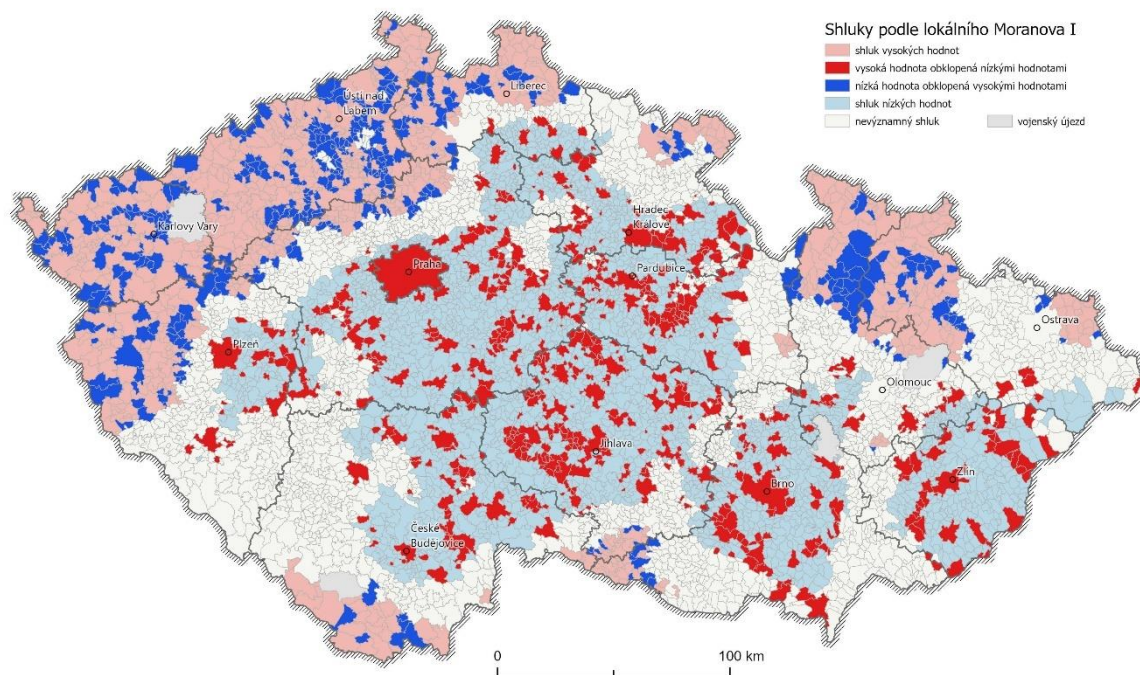 Shluky podle lokálního Moranova I
shluk vysokých hodnot
vysoká hodnota obklopená nízkými hodnotami
nízká hodnota obklopená vysokými hodnotami
shluk nízkých hodnot
nevýznamný shluk
vojenský újezd
Liberec
Ústí nad
Labem
Karlovy Vary
Hradec
Králové
Praha
Pardubice
Ostrava
Plzeň
Olomouc
Jihlava
Zlín
Brno
České
Budějovice
0
100 km